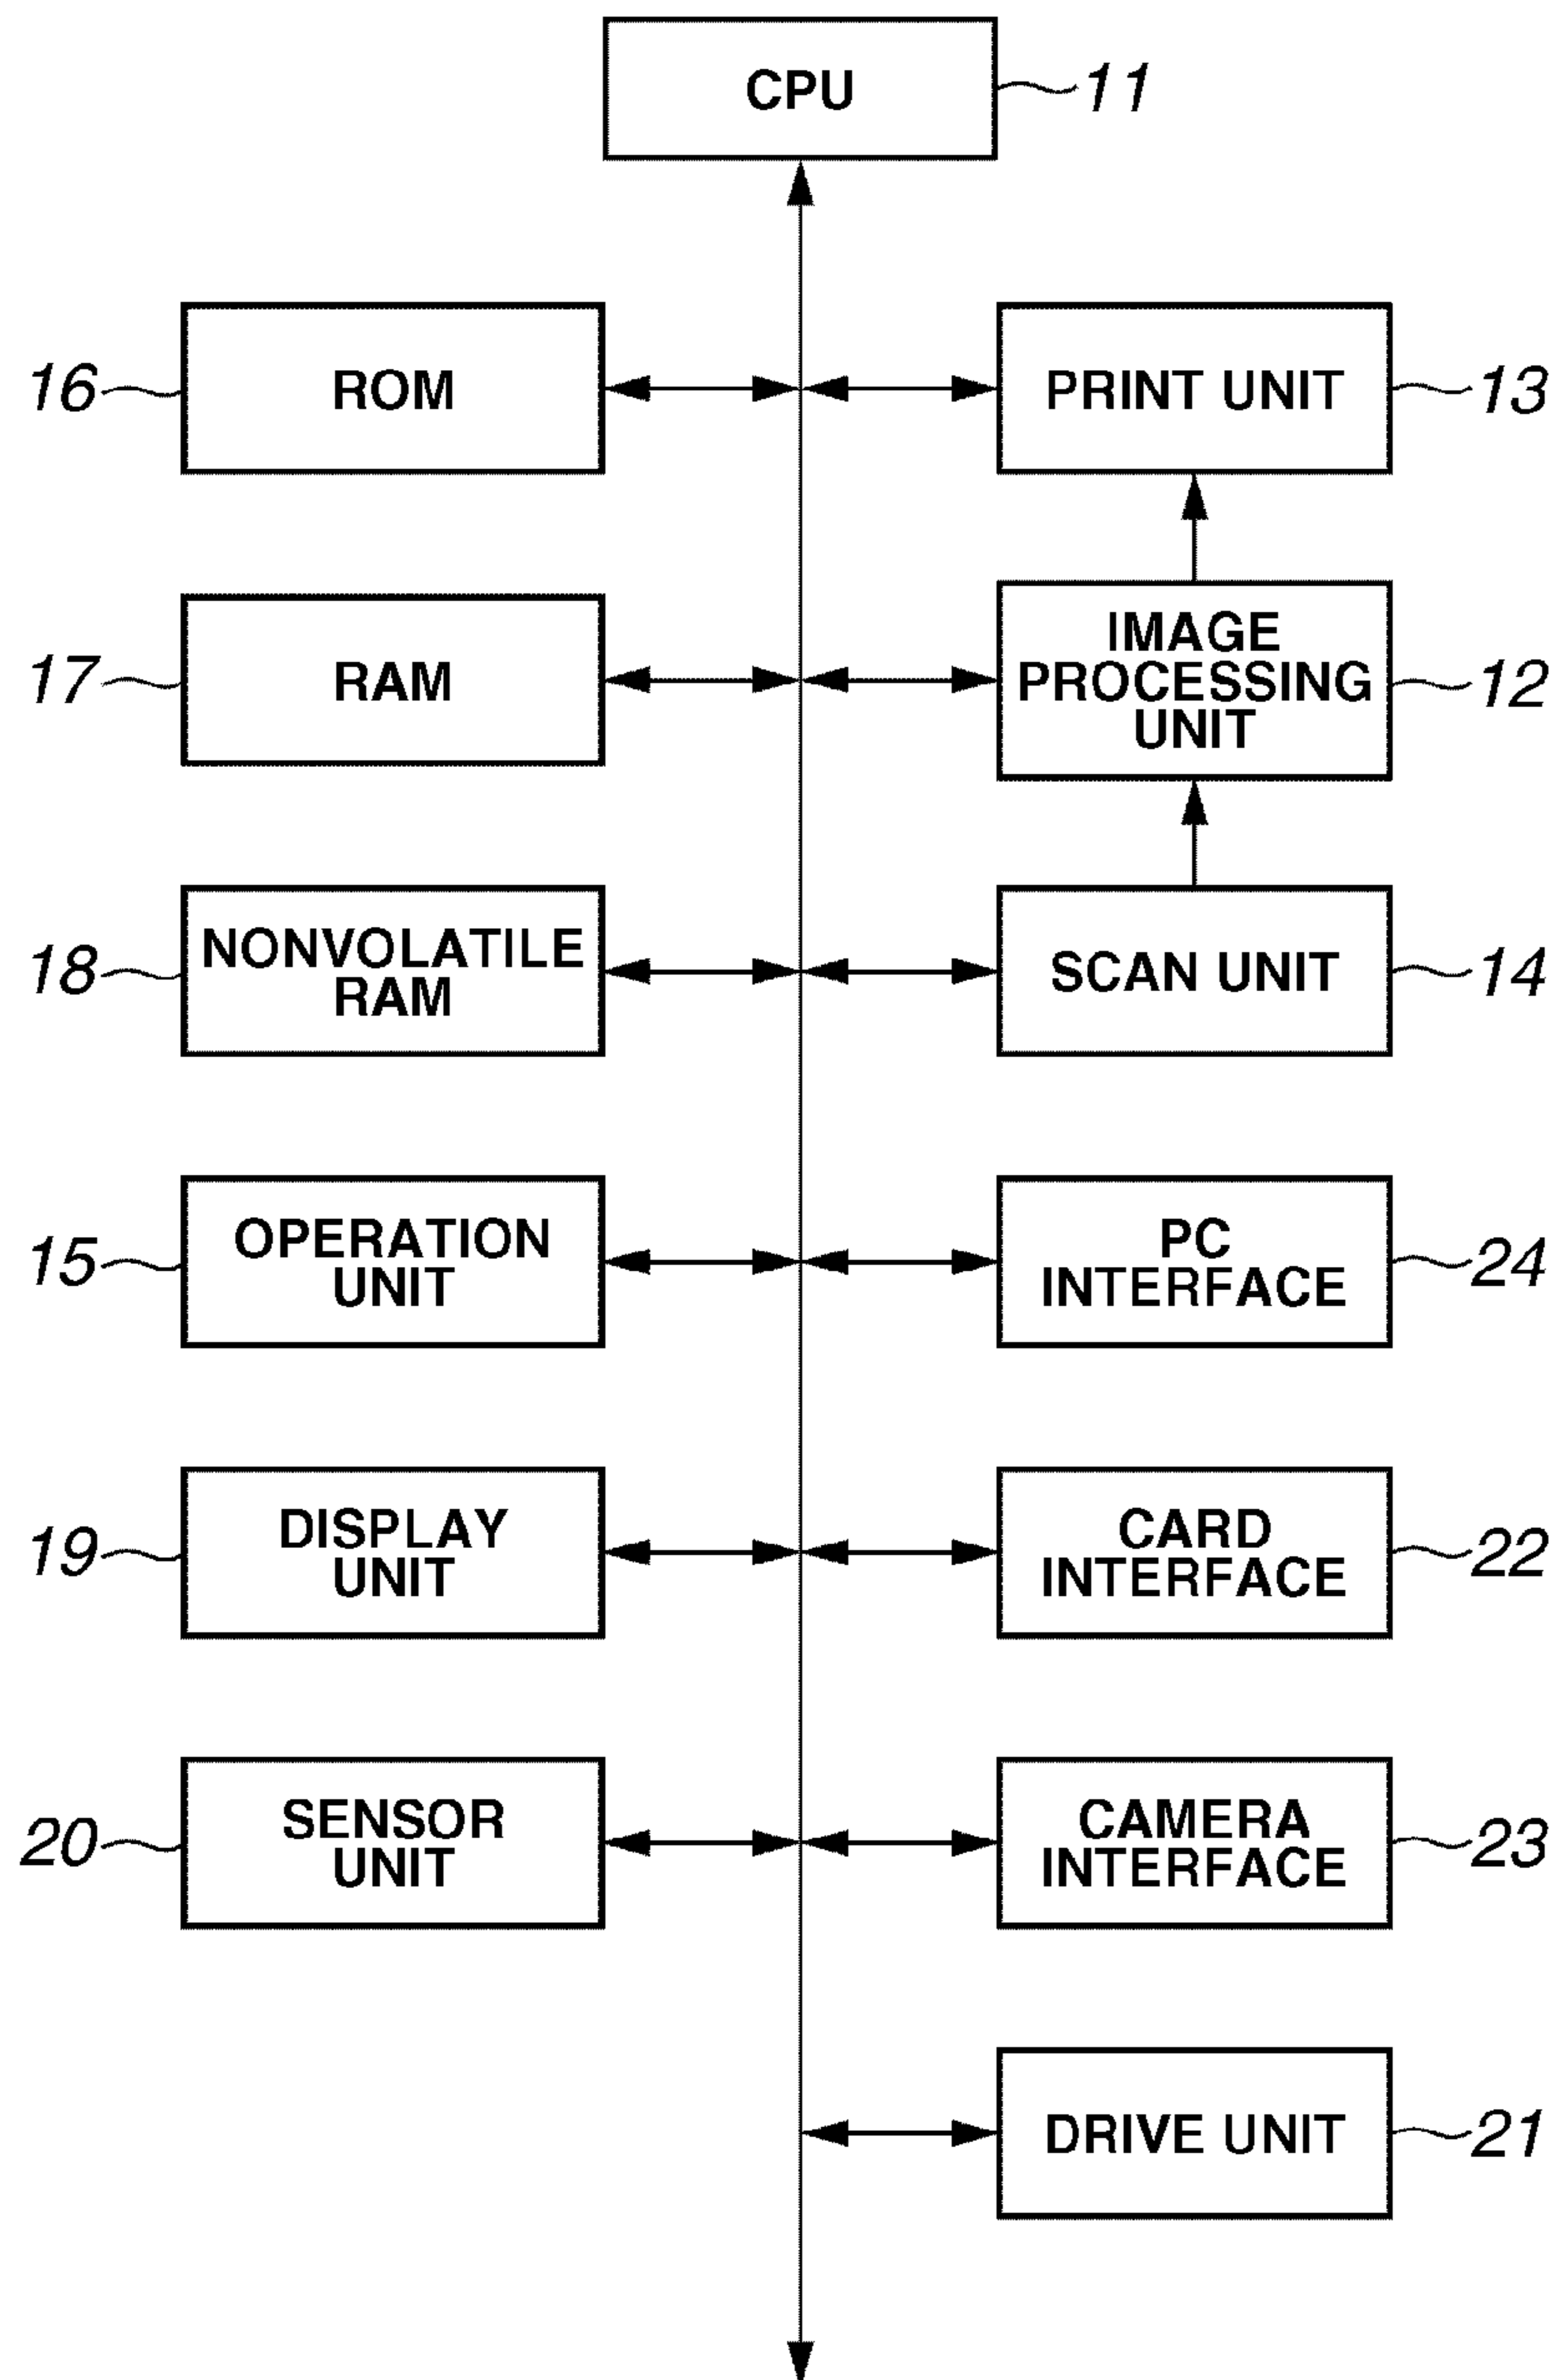 CPU
11
16
ROM
PRINT UNIT
13
17
RAM
IMAGE
PROCESSING
UNIT
12
18
NONVOLATILE
RAM
SCAN UNIT
14
15
OPERATION
UNIT
PC
INTERFACE
24
19
DISPLAY
UNIT
CARD
INTERFACE
22
20
SENSOR
UNIT
CAMERA
INTERFACE
23
DRIVE UNIT
21